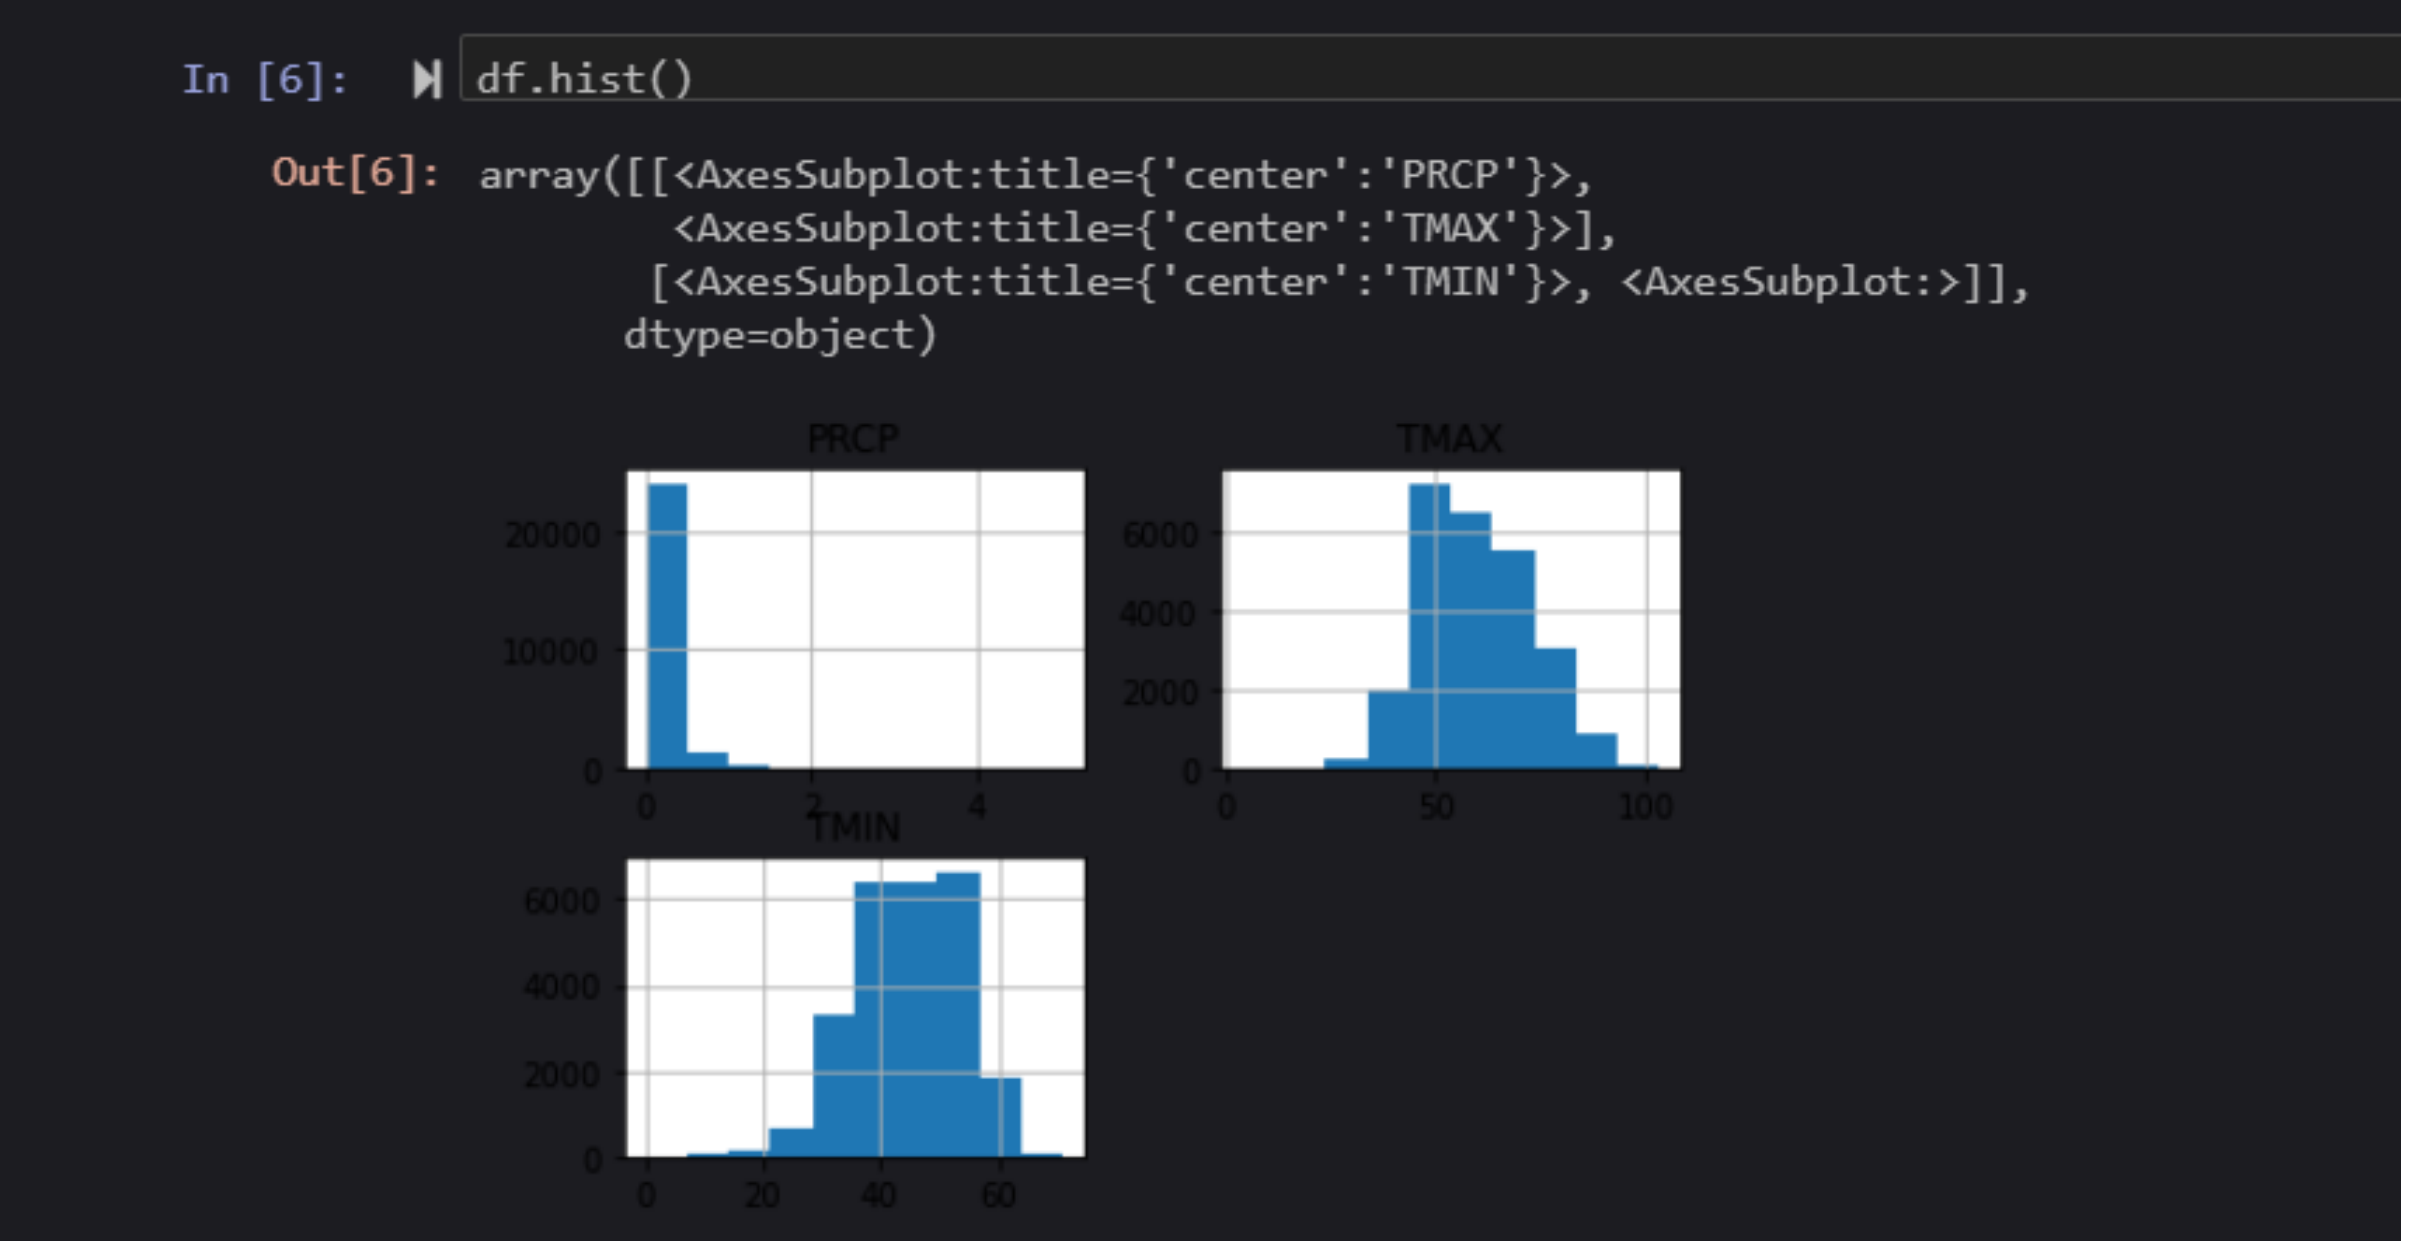 In [6]: df.hist()
Out[6]: array([[<AxesSubplot:title={'center':'PRCP'}>,
<AxesSubplot:title={'center':'TMAX'}>],
[<AxesSubplot:title={'center':'TMIN'}>, <AxesSubplot:>]],
dtype=object)
PRCP
20000
10000
0
0 2 4
TMAX
6000
4000
2000
0
0 50 100
TMIN
6000
4000
2000
0
0 20 40 60